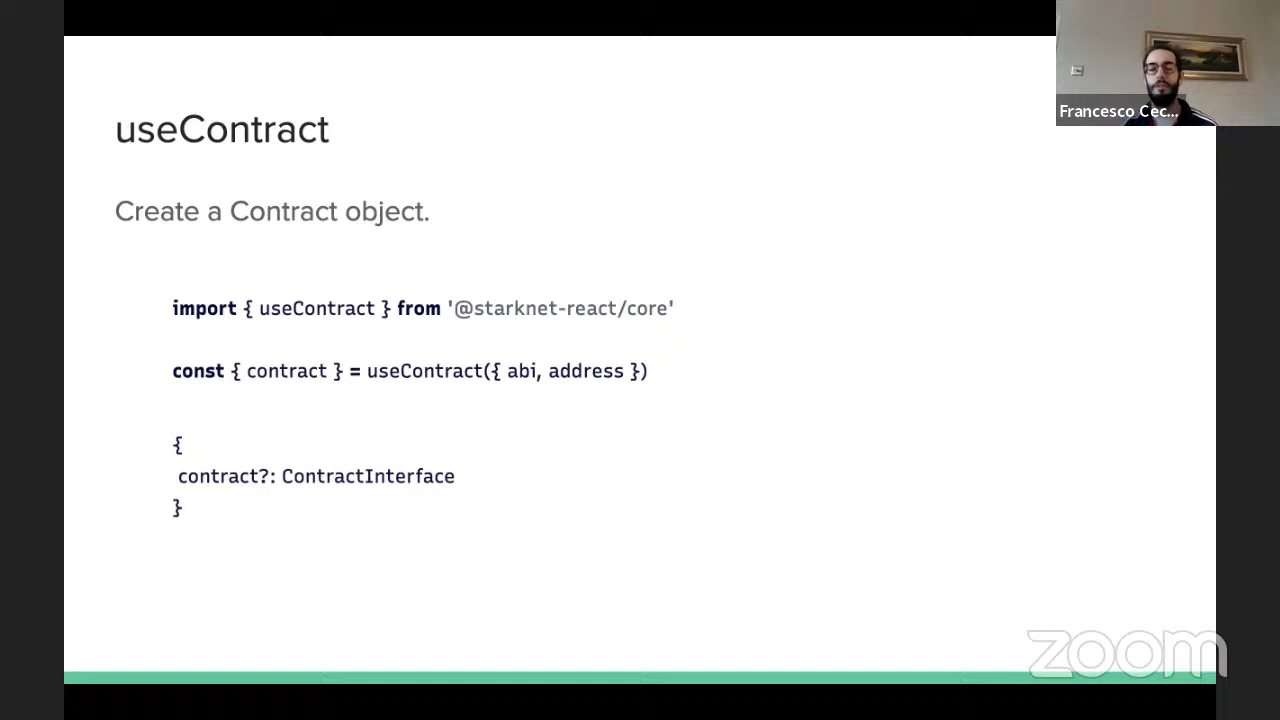 useContract
Create a Contract object.
import { useContract } from '@starknet-react/core'
const { contract } = useContract({ abi, address })
{
contract?: ContractInterface
}
Francesco Cec...
zoom